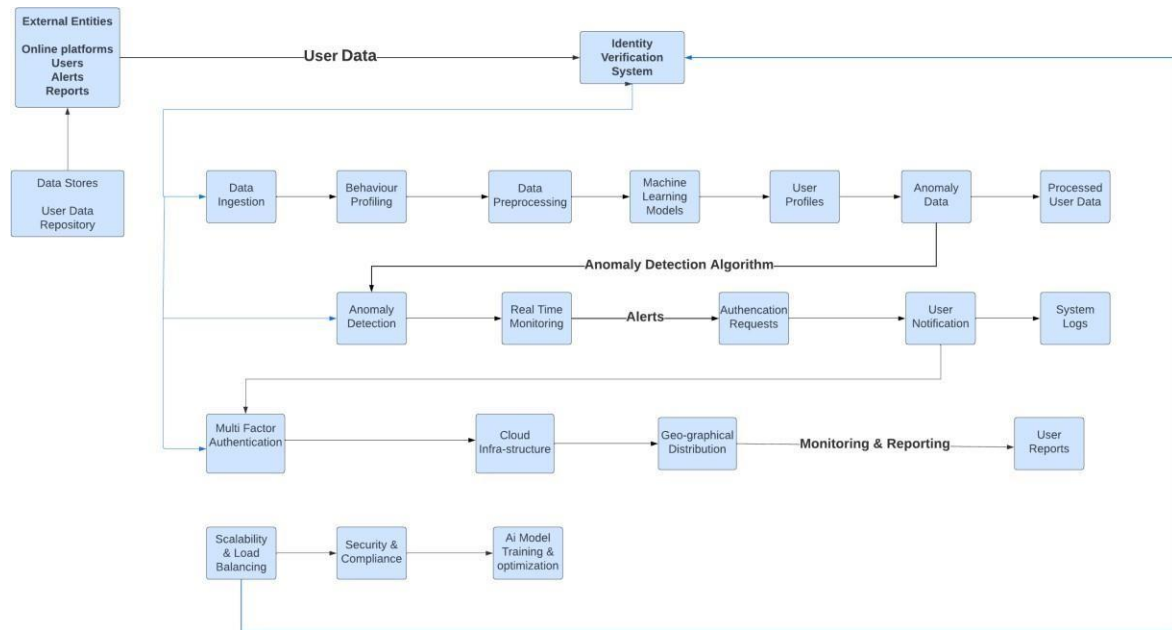 External Entities
Online platforms
Users
Alerts
Reports
User Data
Identity
Verification
System
Data Stores
User Data
Repository
Data
Ingestion
Behaviour
Profiling
Data
Preprocessing
Machine
Learning
Models
User
Profiles
Anomaly
Data
Processed
User Data
Anomaly Detection Algorithm
Anomaly
Detection
Real Time
Monitoring
Alerts
Authencation
Requests
User
Notification
System
Logs
Multi Factor
Authentication
Cloud
Infra-structure
Geo-graphical
Distribution
Monitoring & Reporting
User
Reports
Scalability
& Load
Balancing
Security &
Compliance
Ai Model
Training &
optimization